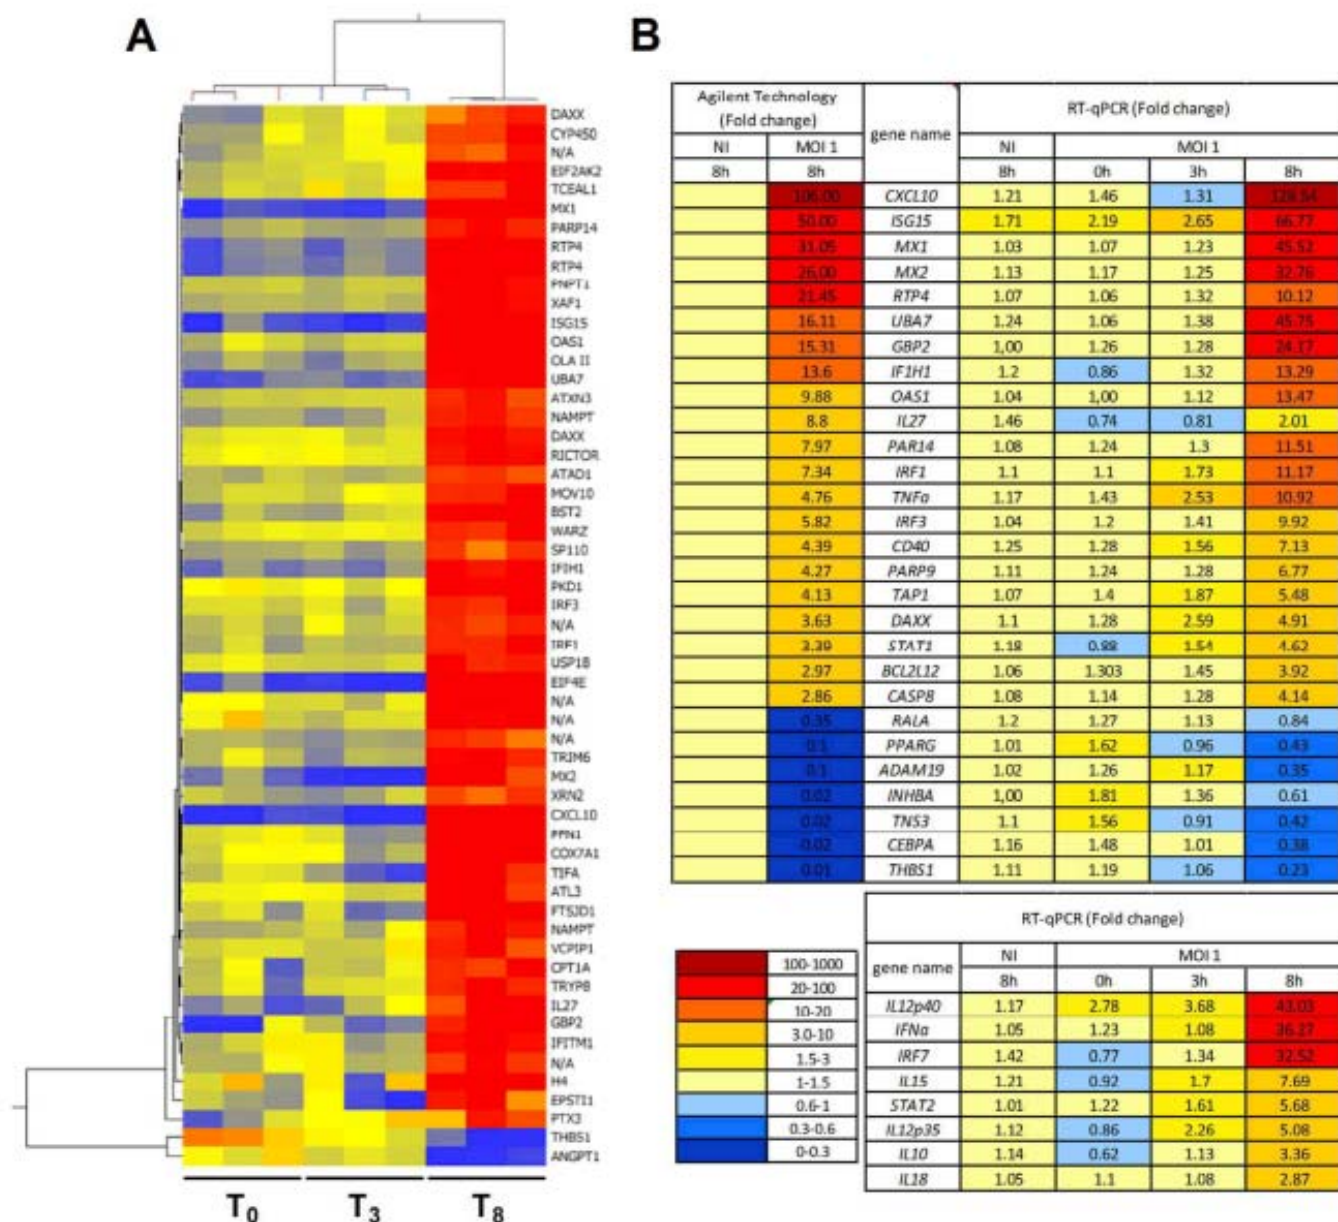 A
B
DAXX
CYP450
N/A
EIF2AK2
TCEAL1
MX1
PARP14
RTP4
RTP4
PNPT1
XAF1
ISG15
OAS1
OLA II
UBA7
ATXN3
NAMPT
DAXX
RICTOR
ATAD1
MOV10
BST2
WARZ
SP110
IFIH1
PKD1
IRF3
N/A
IRF1
USP18
EIF4E
N/A
N/A
N/A
TRIM6
MX2
XRN2
CXCL10
PFN1
COX7A1
TIFA
ATL3
FTSJD1
NAMPT
VCPIP1
CPT1A
TRYP8
IL27
GBP2
IFITM1
N/A
H4
EPSTI1
PTX3
THBS1
ANGPT1
T0 T3 T8
Agilent Technology (Fold change) gene name RT-qPCR (Fold change)
NI MOI 1 NI MOI 1
8h 8h 8h 0h 3h 8h
106.00 CXCL10 1.21 1.46 1.31 128.54
50.00 ISG15 1.71 2.19 2.65 66.77
31.05 MX1 1.03 1.07 1.23 45.52
26,00 MX2 1.13 1.17 1.25 32.76
21.45 RTP4 1.07 1.06 1.32 10.12
16.11 UBA7 1.24 1.06 1.38 45.75
15.31 GBP2 1,00 1.26 1.28 24.17
13.6 IF1H1 1.2 0.86 1.32 13.29
9.88 OAS1 1.04 1,00 1.12 13.47
8.8 IL27 1.46 0.74 0.81 2.01
7.97 PAR14 1.08 1.24 1.3 11.51
7.34 IRF1 1.1 1.1 1.73 11.17
4.76 TNFα 1.17 1.43 2.53 10.92
5.82 IRF3 1.04 1.2 1.41 9.92
4.39 CD40 1.25 1.28 1.56 7.13
4.27 PARP9 1.11 1.24 1.28 6.77
4.13 TAP1 1.07 1.4 1.87 5.48
3.63 DAXX 1.1 1.28 2.59 4.91
3.39 STAT1 1.18 0.98 1.54 4.62
2.97 BCL2L12 1.06 1.303 1.45 3.92
2.86 CASP8 1.08 1.14 1.28 4.14
0.35 RALA 1.2 1.27 1.13 0.84
0.1 PPARG 1.01 1.62 0.96 0.43
0.1 ADAM19 1.02 1.26 1.17 0.35
0.02 INHBA 1,00 1.81 1.36 0.61
0.02 TNS3 1.1 1.56 0.91 0.42
0.02 CEBPA 1.16 1.48 1.01 0.38
0.01 THBS1 1.11 1.19 1.06 0.23
100-1000
20-100
10-20
3.0-10
1.5-3
1-1.5
0.6-1
0.3-0.6
0-0.3
RT-qPCR (Fold change)
gene name NI MOI 1
8h 0h 3h 8h
IL12p40 1.17 2.78 3.68 43.03
IFNα 1.05 1.23 1.08 36.27
IRF7 1.42 0.77 1.34 32.52
IL15 1.21 0.92 1.7 7.69
STAT2 1.01 1.22 1.61 5.68
IL12p35 1.12 0.86 2.26 5.08
IL10 1.14 0.62 1.13 3.36
IL18 1.05 1.1 1.08 2.87